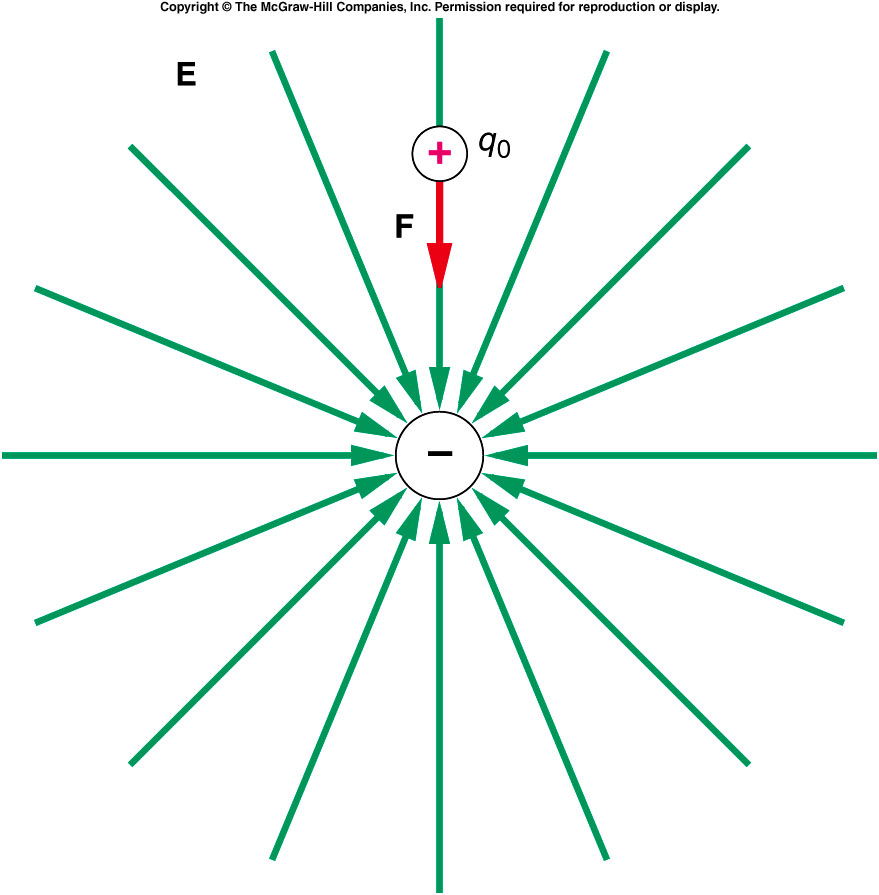 Copyright © The McGraw-Hill Companies, Inc. Permission required for reproduction or display.
E
+
q₀
F
−